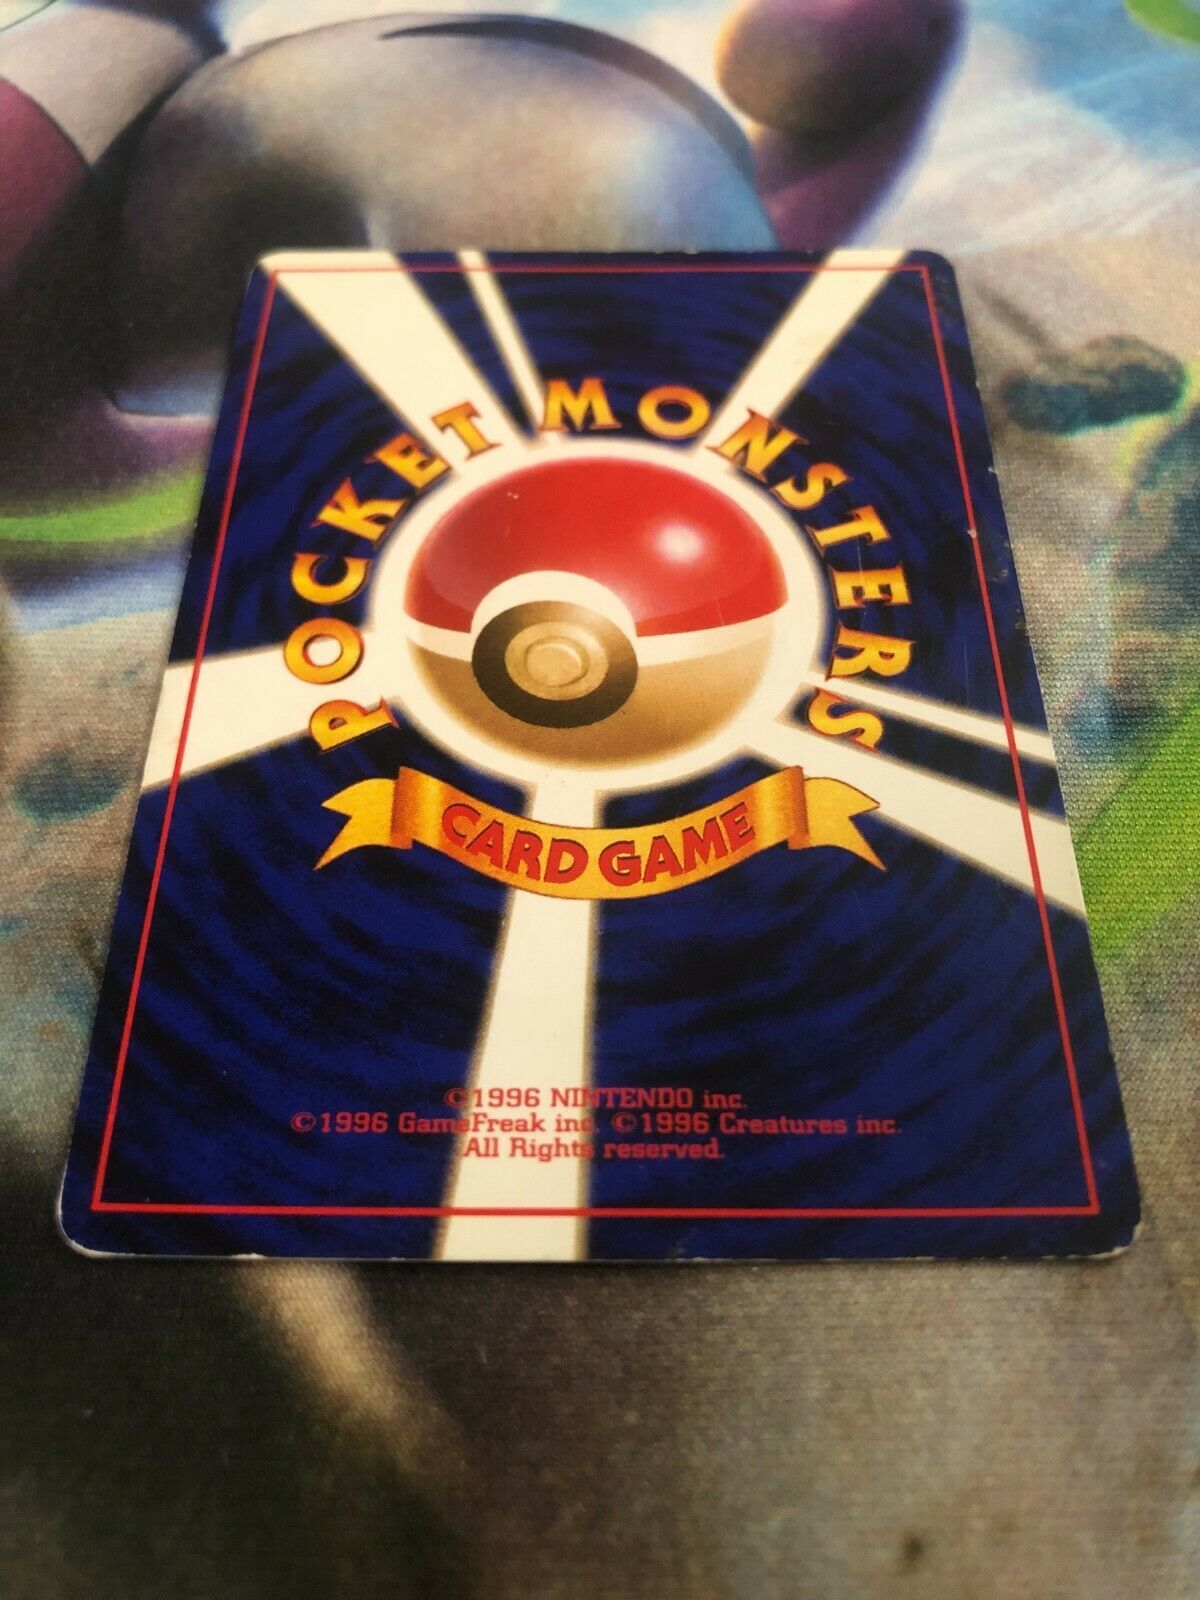 POCKET MONSTERS
CARD GAME
©1996 NINTENDO inc.
©1996 GameFreak inc. ©1996 Creatures inc.
All Rights reserved.